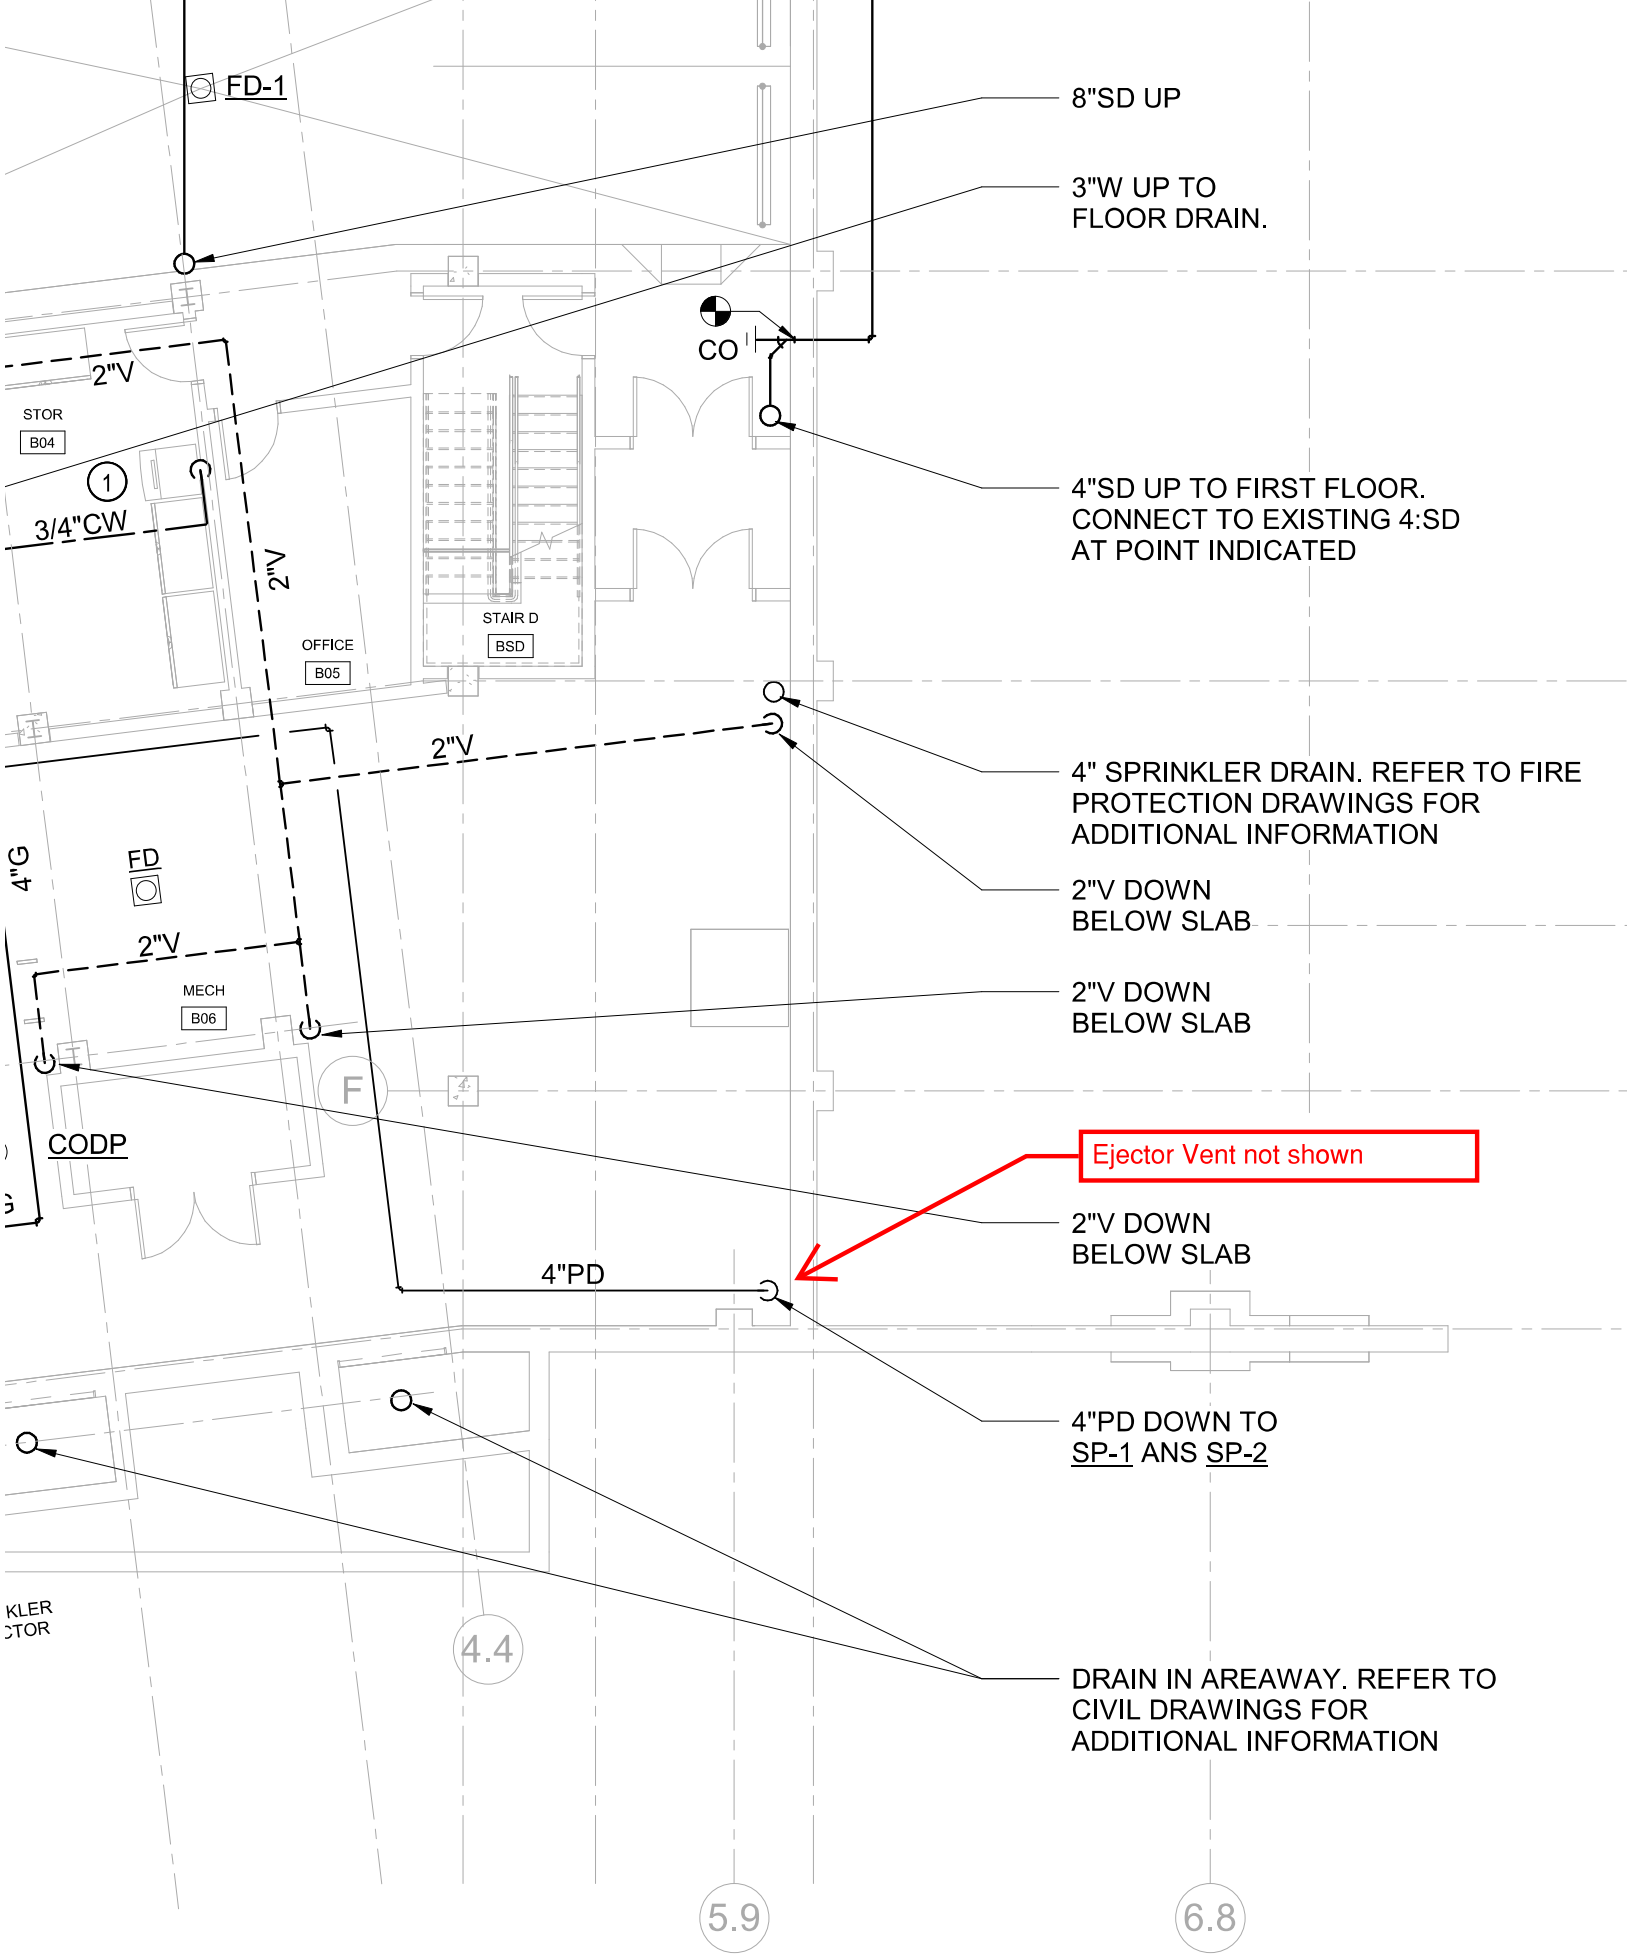 FD-1
8"SD UP
3"W UP TO
FLOOR DRAIN.
CO
2"V
STOR
B04
1
3/4"CW
2"V
4"SD UP TO FIRST FLOOR.
CONNECT TO EXISTING 4:SD
AT POINT INDICATED
STAIR D
BSD
OFFICE
B05
2"V
4" SPRINKLER DRAIN. REFER TO FIRE
PROTECTION DRAWINGS FOR
ADDITIONAL INFORMATION
4"G
FD
2"V DOWN
BELOW SLAB
2"V
MECH
B06
2"V DOWN
BELOW SLAB
F
CODP
Ejector Vent not shown
G
2"V DOWN
BELOW SLAB
4"PD
4"PD DOWN TO
SP-1 ANS SP-2
KLER
CTOR
4.4
DRAIN IN AREAWAY. REFER TO
CIVIL DRAWINGS FOR
ADDITIONAL INFORMATION
5.9
6.8